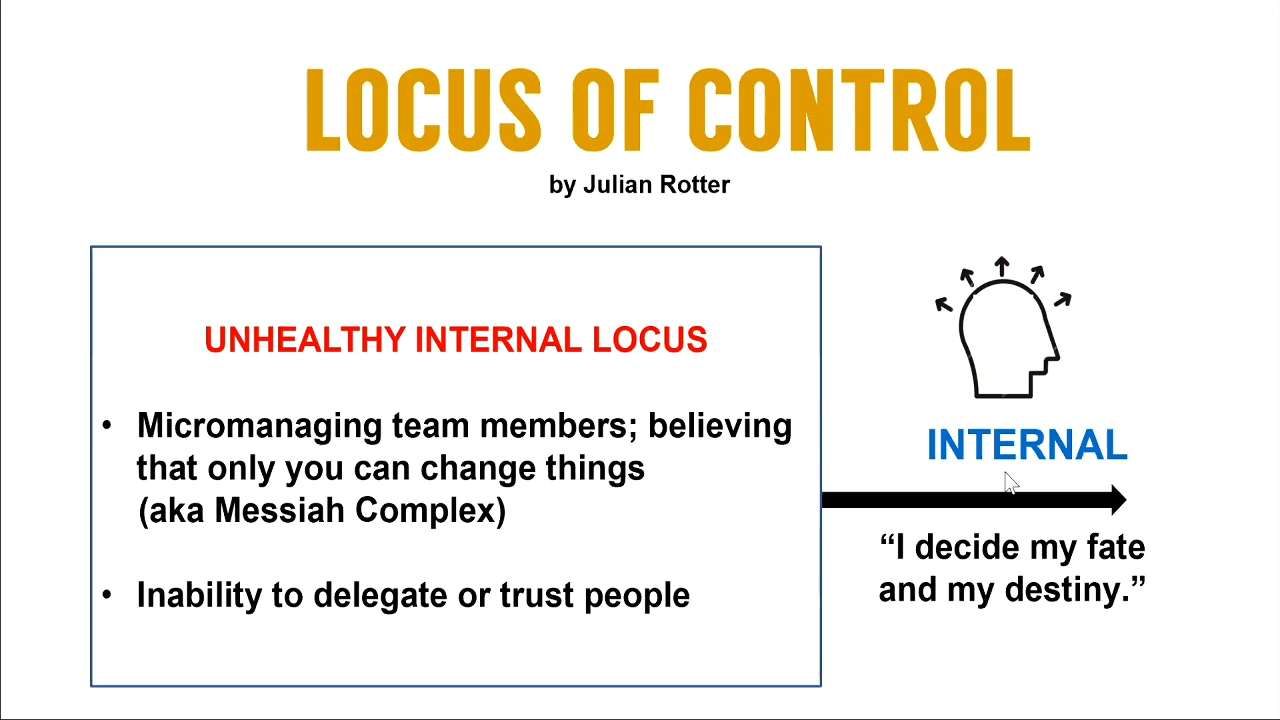 LOCUS OF CONTROL
by Julian Rotter
UNHEALTHY INTERNAL LOCUS
• Micromanaging team members; believing
that only you can change things
(aka Messiah Complex)
• Inability to delegate or trust people
INTERNAL
“I decide my fate
and my destiny.”